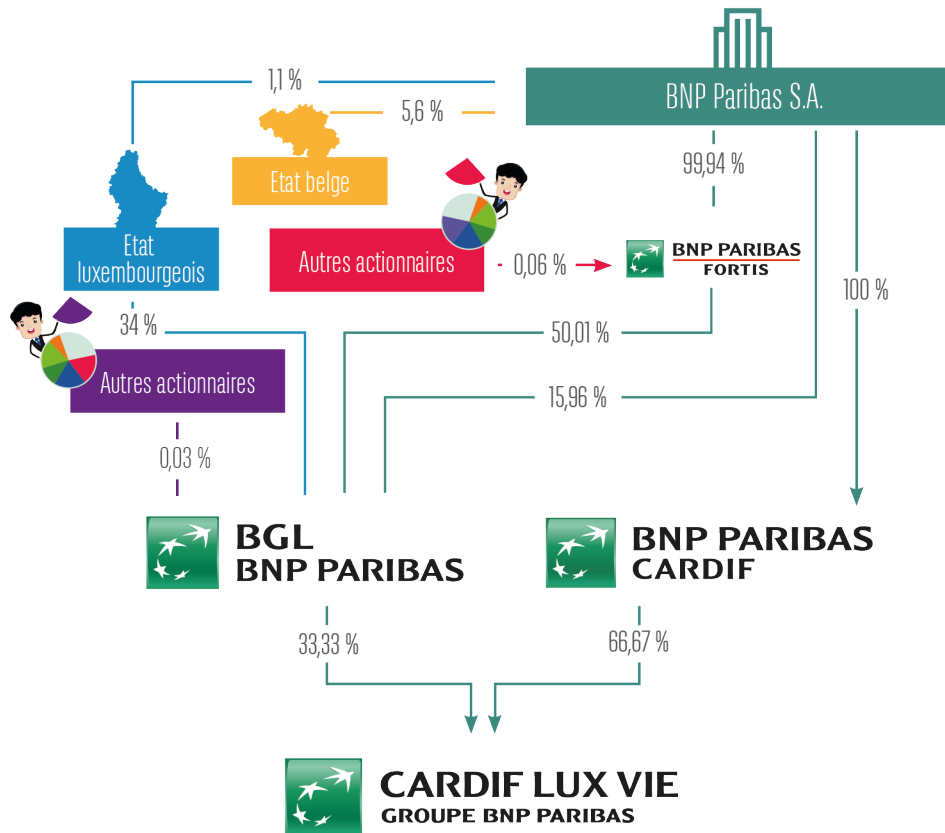 1,1 %
BNP Paribas S.A.
5,6 %
Etat belge
99,94 %
Etat
luxembourgeois
Autres actionnaires
0,06 %
BNP PARIBAS
FORTIS
100 %
34 %
50,01 %
Autres actionnaires
15,96 %
0,03 %
BGL
BNP PARIBAS
BNP PARIBAS
CARDIF
33,33 %
66,67 %
CARDIF LUX VIE
GROUPE BNP PARIBAS